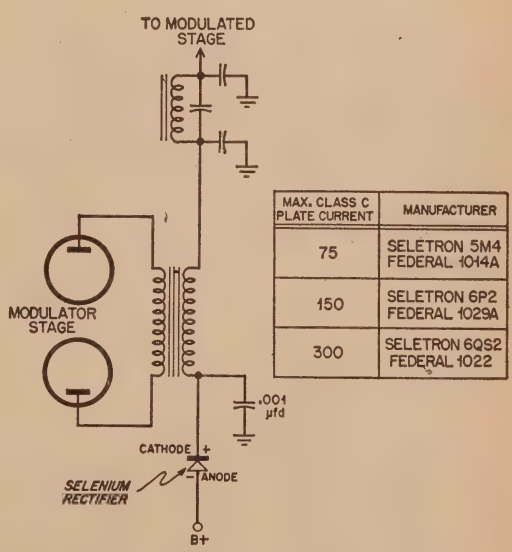 TO MODULATED
STAGE
MAX. CLASS C
PLATE CURRENT
MANUFACTURER
75
SELETRON 5M4
FEDERAL 1014A
150
SELETRON 6P2
FEDERAL 1029A
300
SELETRON 6QS2
FEDERAL 1022
MODULATOR
STAGE
.001
µfd
CATHODE +
- ANODE
SELENIUM
RECTIFIER
B+